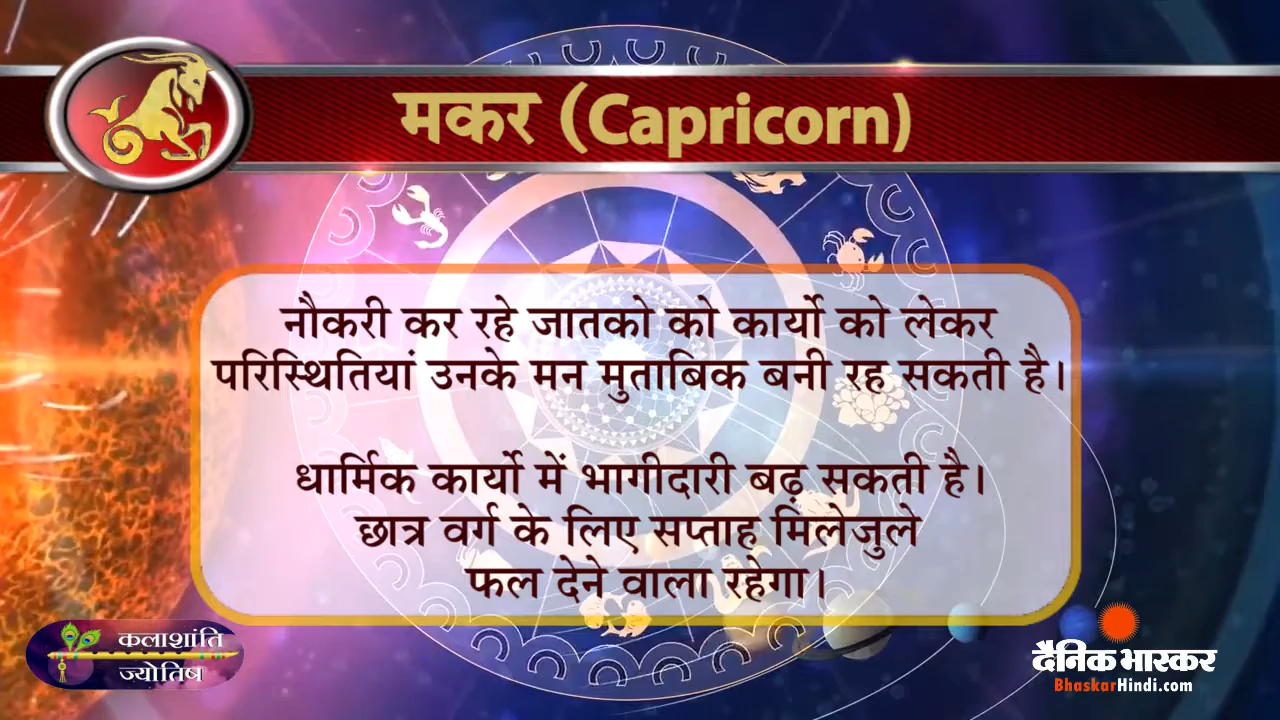 मकर (Capricorn)
नौकरी कर रहे जातको को कार्यो को लेकर
परिस्थितियां उनके मन मुताबिक बनी रह सकती है।
धार्मिक कार्यो में भागीदारी बढ़ सकती है।
छात्र वर्ग के लिए सप्ताह मिलेजुले
फल देने वाला रहेगा।
कलाशांति
ज्योतिष
दैनिक भास्कर
BhaskarHindi.com